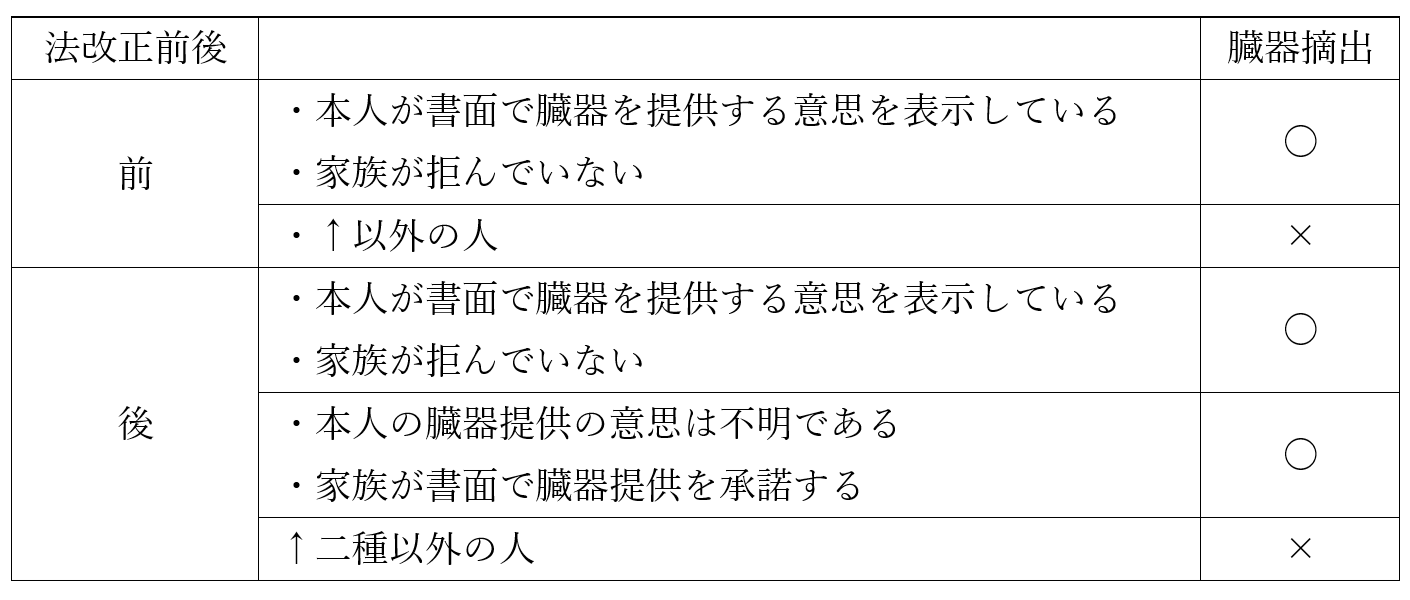 法改正前後 臓器摘出
前
・本人が書面で臓器を提供する意思を表示している
・家族が拒んでいない
○
・↑以外の人 ×
後
・本人が書面で臓器を提供する意思を表示している
・家族が拒んでいない
○
・本人の臓器提供の意思は不明である
・家族が書面で臓器提供を承諾する
○
↑二種以外の人 ×